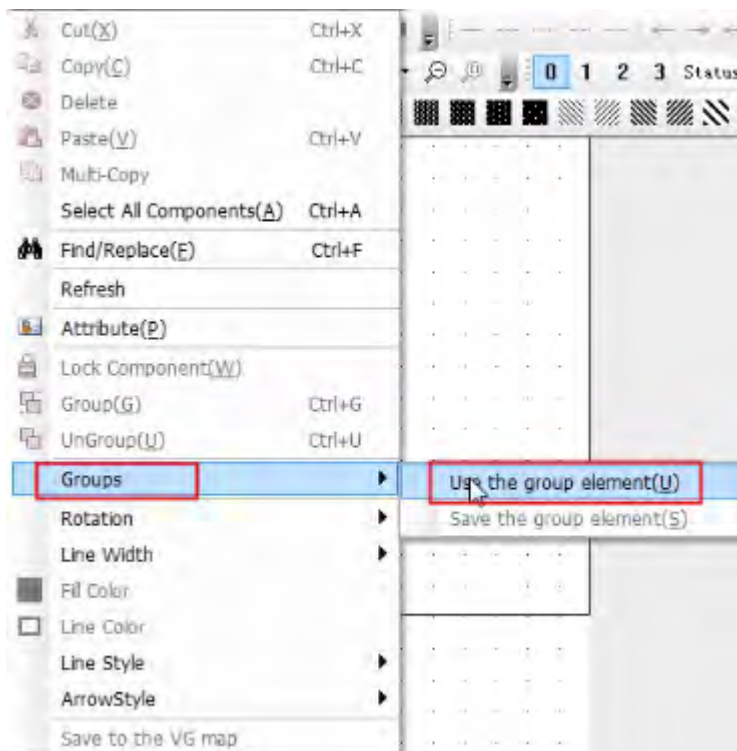 Cut(X) Ctrl+X
Copy(C) Ctrl+C
0 1 2 3 Status
Delete
Paste(V) Ctrl+V
Multi-Copy
Select All Components(A) Ctrl+A
Find/Replace(F) Ctrl+F
Refresh
Attribute(P)
Lock Component(W)
Group(G) Ctrl+G
UnGroup(U) Ctrl+U
Groups
Use the group element(U)
Rotation
Save the group element(S)
Line Width
Fill Color
Line Color
Line Style
ArrowStyle
Save to the VG map